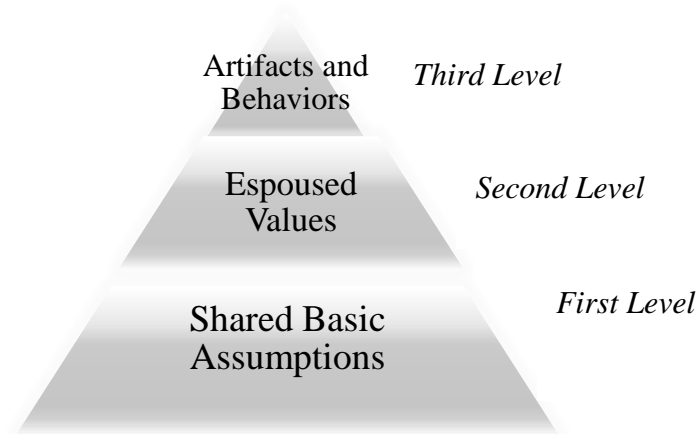 Artifacts and
Behaviors
Third Level
Espoused
Values
Second Level
First Level
Shared Basic
Assumptions